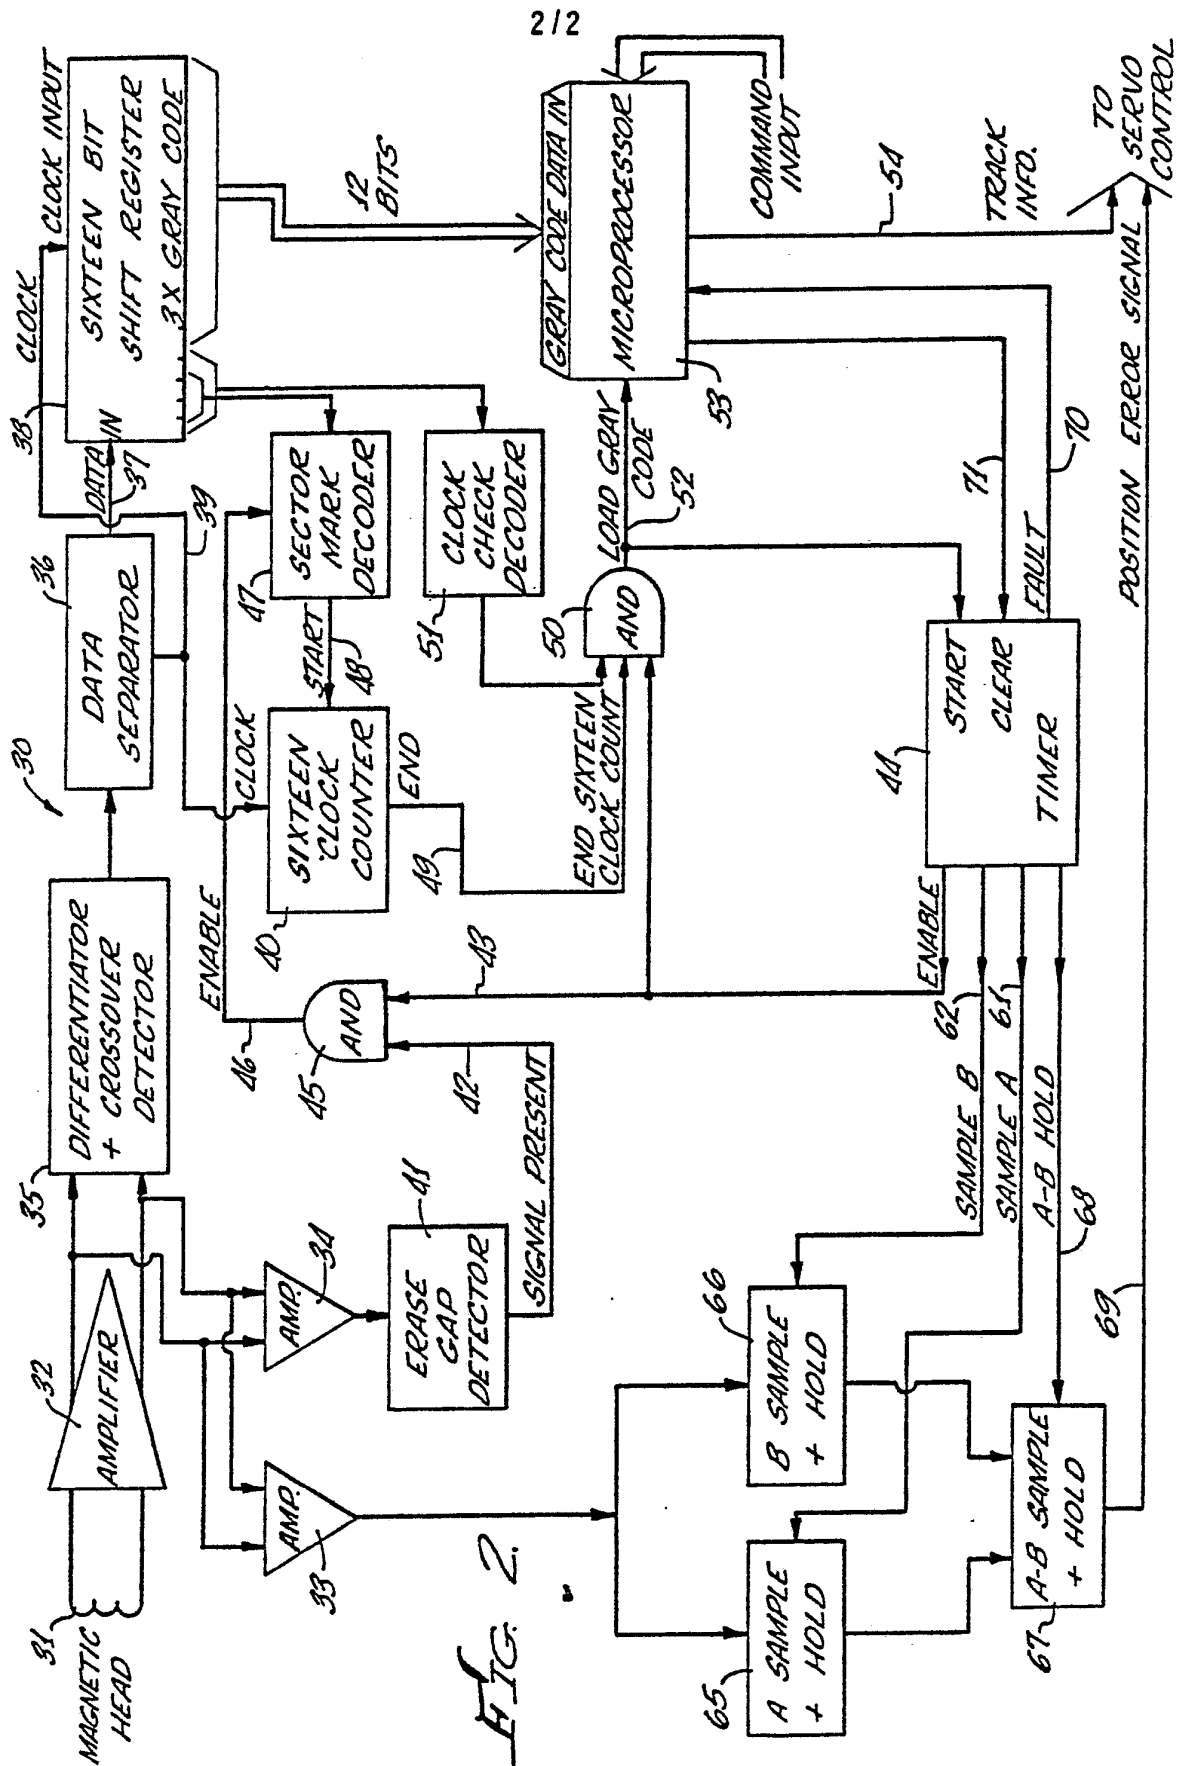 2/2
MAGNETIC
HEAD
31
AMPLIFIER
32
35
DIFFERENTIATOR
+ CROSSOVER
DETECTOR
30
DATA
SEPARATOR
36
DATA
IN
37
38
CLOCK
CLOCK INPUT
SIXTEEN BIT
SHIFT REGISTER
3X GRAY CODE
39
AMP.
33
AMP.
34
ERASE
GAP
DETECTOR
41
SIGNAL PRESENT
42
43
AND
45
46
ENABLE
CLOCK
SIXTEEN
CLOCK
COUNTER
40
START
48
SECTOR
MARK
DECODER
47
END
49
CLOCK
CHECK
DECODER
51
12
BITS
END SIXTEEN
CLOCK COUNT
AND
50
LOAD GRAY
CODE
52
GRAY CODE DATA IN
MICROPROCESSOR
53
COMMAND
INPUT
54
TRACK
INFO.
TO
SERVO
CONTROL
71
70
FAULT
START
CLEAR
TIMER
44
ENABLE
62
SAMPLE B
61
SAMPLE A
A-B HOLD
68
B SAMPLE
+ HOLD
66
A SAMPLE
+ HOLD
65
A-B SAMPLE
+ HOLD
67
69
POSITION ERROR SIGNAL
FIG. 2.